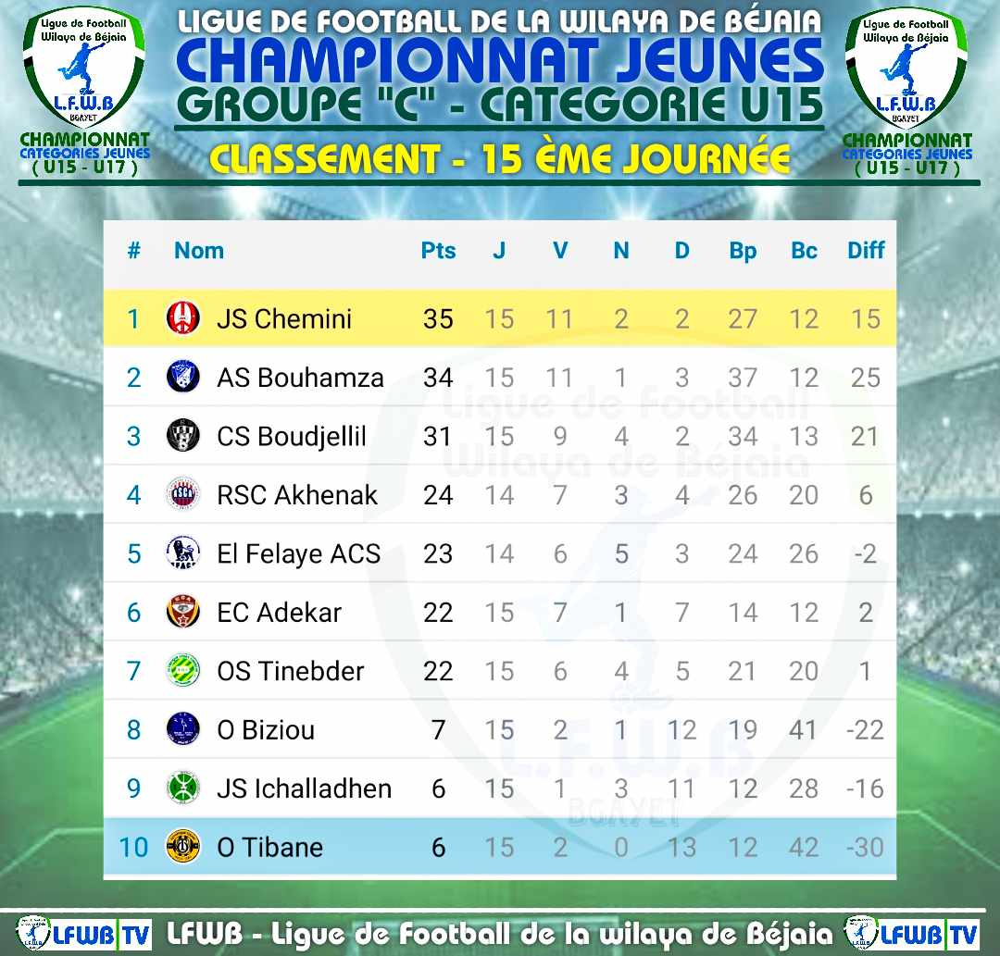 LIGUE DE FOOTBALL DE LA WILAYA DE BÉJAIA
CHAMPIONNAT JEUNES
GROUPE "C" - CATEGORIE U15
CLASSEMENT - 15 ÈME JOURNÉE
Ligue de Football
Wilaya de Béjaia
L.F.W.B
BGAYET
CHAMPIONNAT
CATEGORIES JEUNES
( U15 - U17 )
Ligue de Football
Wilaya de Béjaia
L.F.W.B
BGAYET
CHAMPIONNAT
CATEGORIES JEUNES
( U15 - U17 )
# Nom Pts J V N D Bp Bc Diff
1 JS Chemini 35 15 11 2 2 27 12 15
2 AS Bouhamza 34 15 11 1 3 37 12 25
3 CS Boudjellil 31 15 9 4 2 34 13 21
4 RSC Akhenak 24 14 7 3 4 26 20 6
5 El Felaye ACS 23 14 6 5 3 24 26 -2
6 EC Adekar 22 15 7 1 7 14 12 2
7 OS Tinebder 22 15 6 4 5 21 20 1
8 O Biziou 7 15 2 1 12 19 41 -22
9 JS Ichalladhen 6 15 1 3 11 12 28 -16
10 O Tibane 6 15 2 0 13 12 42 -30
Ligue de Football
Wilaya de Béjaia
L.F.W.B
BGAYET
LFWB TV LFWB - Ligue de Football de la wilaya de Béjaia LFWB TV